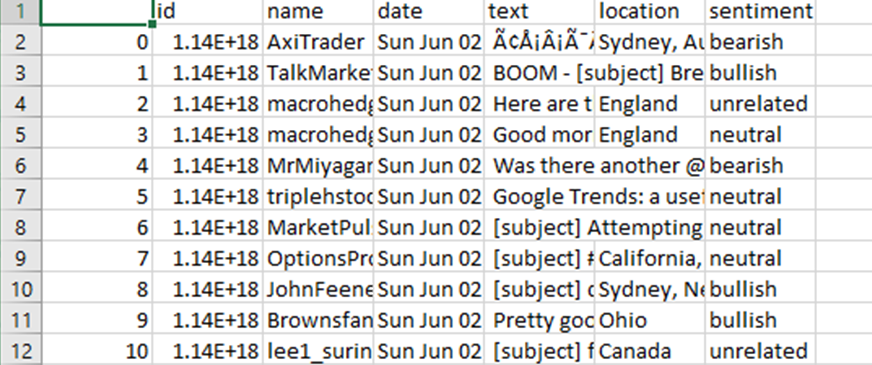 1 id name date text location sentiment
2 0 1.14E+18 AxiTrader Sun Jun 02 Sydney, Au bearish
3 1 1.14E+18 TalkMarke Sun Jun 02 BOOM - [subject] Bre bullish
4 2 1.14E+18 macrohedg Sun Jun 02 Here are t England unrelated
5 3 1.14E+18 macrohedg Sun Jun 02 Good mor England neutral
6 4 1.14E+18 MrMiyagar Sun Jun 02 Was there another @ bearish
7 5 1.14E+18 triplehstoc Sun Jun 02 Google Trends: a usef neutral
8 6 1.14E+18 MarketPul Sun Jun 02 [subject] Attempting neutral
9 7 1.14E+18 OptionsPro Sun Jun 02 [subject] # California, neutral
10 8 1.14E+18 JohnFeene Sun Jun 02 [subject] c Sydney, Ne bullish
11 9 1.14E+18 Brownsfan Sun Jun 02 Pretty goo Ohio bullish
12 10 1.14E+18 lee1_surin Sun Jun 02 [subject] f Canada unrelated